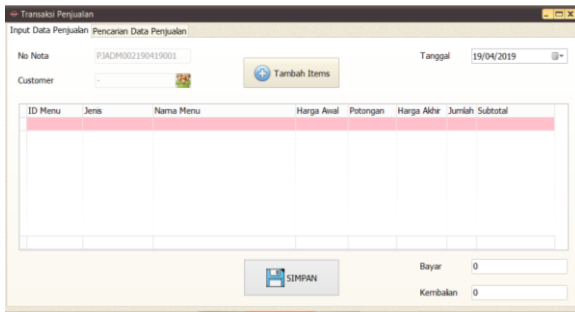 Transaksi Penjualan
Input Data Penjualan Pencarian Data Penjualan
No Nota PJADM002190419001 Tanggal 19/04/2019
Customer - Tambah Items
ID Menu Jenis Nama Menu Harga Awal Potongan Harga Akhir Jumlah Subtotal
SIMPAN Bayar 0
Kembalian 0